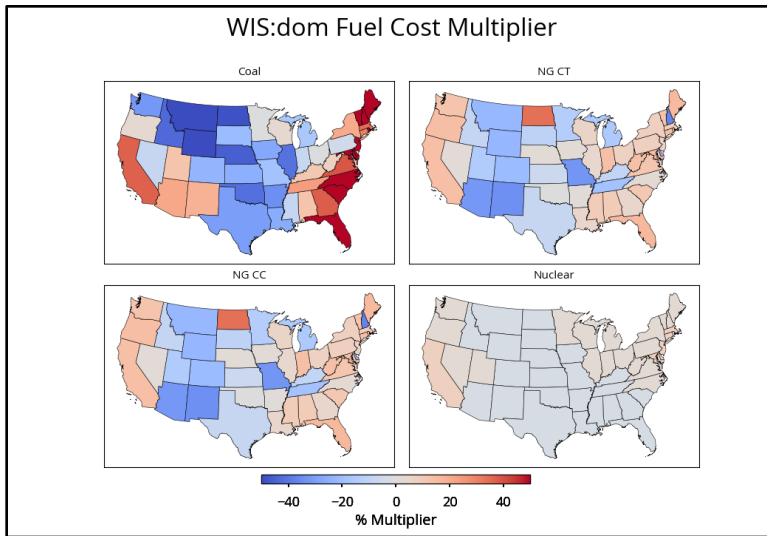 WIS:dom Fuel Cost Multiplier
Coal
NG CT
NG CC
Nuclear
−40 −20 0 20 40
% Multiplier